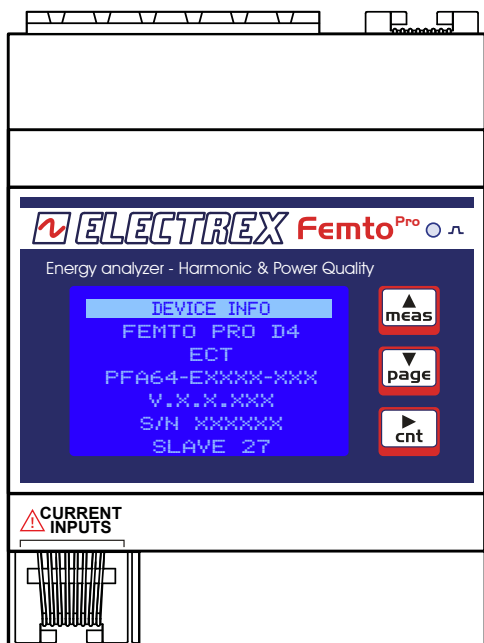 ELECTREX Femto Pro
Energy analyzer - Harmonic & Power Quality
DEVICE INFO
FEMTO PRO D4
ECT
PFA64-EXXXX-XXX
V.X.X.XXX
S/N XXXXXX
SLAVE 27
meas
page
cnt
CURRENT
INPUTS